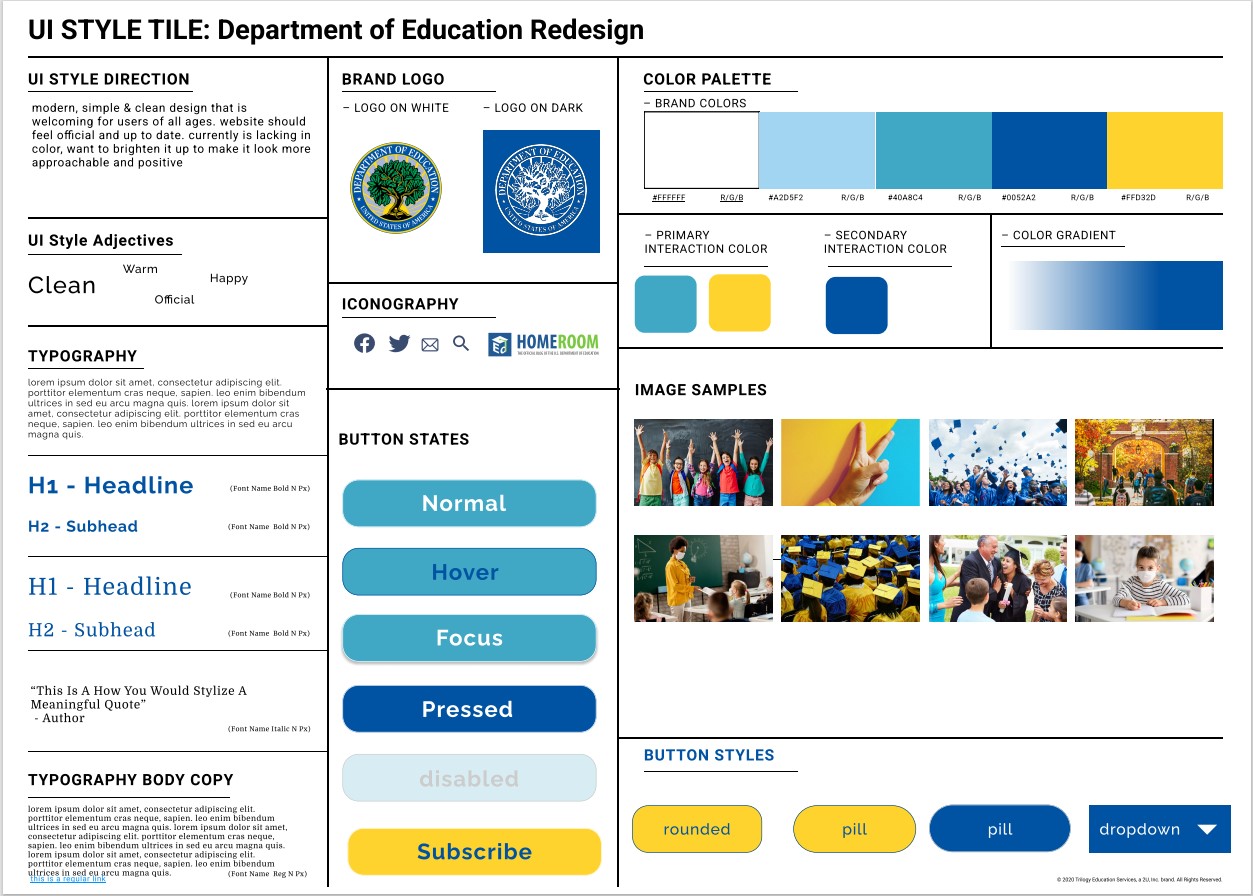 UI STYLE TILE: Department of Education Redesign
UI STYLE DIRECTION
modern, simple & clean design that is
welcoming for users of all ages. website should
feel official and up to date. currently is lacking in
color, want to brighten it up to make it look more
approachable and positive
UI Style Adjectives
Clean
Warm
Happy
Official
TYPOGRAPHY
lorem ipsum dolor sit amet, consectetur adipiscing elit.
porttitor elementum cras neque, sapien. leo enim bibendum
ultrices in sed eu arcu magna quis. lorem ipsum dolor sit
amet, consectetur adipiscing elit. porttitor elementum cras
neque, sapien. leo enim bibendum ultrices in sed eu arcu
magna quis.
H1 - Headline
(Font Name Bold N Px)
H2 - Subhead
(Font Name Bold N Px)
H1 - Headline
(Font Name Bold N Px)
H2 - Subhead
(Font Name Bold N Px)
“This Is A How You Would Stylize A
Meaningful Quote”
- Author
(Font Name Italic N Px)
TYPOGRAPHY BODY COPY
lorem ipsum dolor sit amet, consectetur adipiscing elit.
porttitor elementum cras neque, sapien. leo enim bibendum
ultrices in sed eu arcu magna quis. lorem ipsum dolor sit
amet, consectetur adipiscing elit. porttitor elementum cras
neque, sapien. leo enim bibendum ultrices in sed eu arcu
magna quis. lorem ipsum dolor sit amet, consectetur
adipiscing elit. porttitor elementum cras neque,
sapien. leo enim bibendum ultrices in sed eu arcu magna quis.
(Font Name Reg N Px)
this is a regular link
BRAND LOGO
– LOGO ON WHITE
– LOGO ON DARK
DEPARTMENT OF EDUCATION
UNITED STATES OF AMERICA
DEPARTMENT OF EDUCATION
UNITED STATES OF AMERICA
ICONOGRAPHY
HOMEROOM
THE OFFICIAL BLOG OF THE U.S. DEPARTMENT OF EDUCATION
BUTTON STATES
Normal
Hover
Focus
Pressed
disabled
Subscribe
COLOR PALETTE
– BRAND COLORS
#FFFFFF R/G/B
#A2D5F2 R/G/B
#40A8C4 R/G/B
#0052A2 R/G/B
#FFD32D R/G/B
– PRIMARY
INTERACTION COLOR
– SECONDARY
INTERACTION COLOR
– COLOR GRADIENT
IMAGE SAMPLES
BUTTON STYLES
rounded
pill
pill
dropdown
© 2020 Trilogy Education Services, a 2U, Inc. brand. All Rights Reserved.